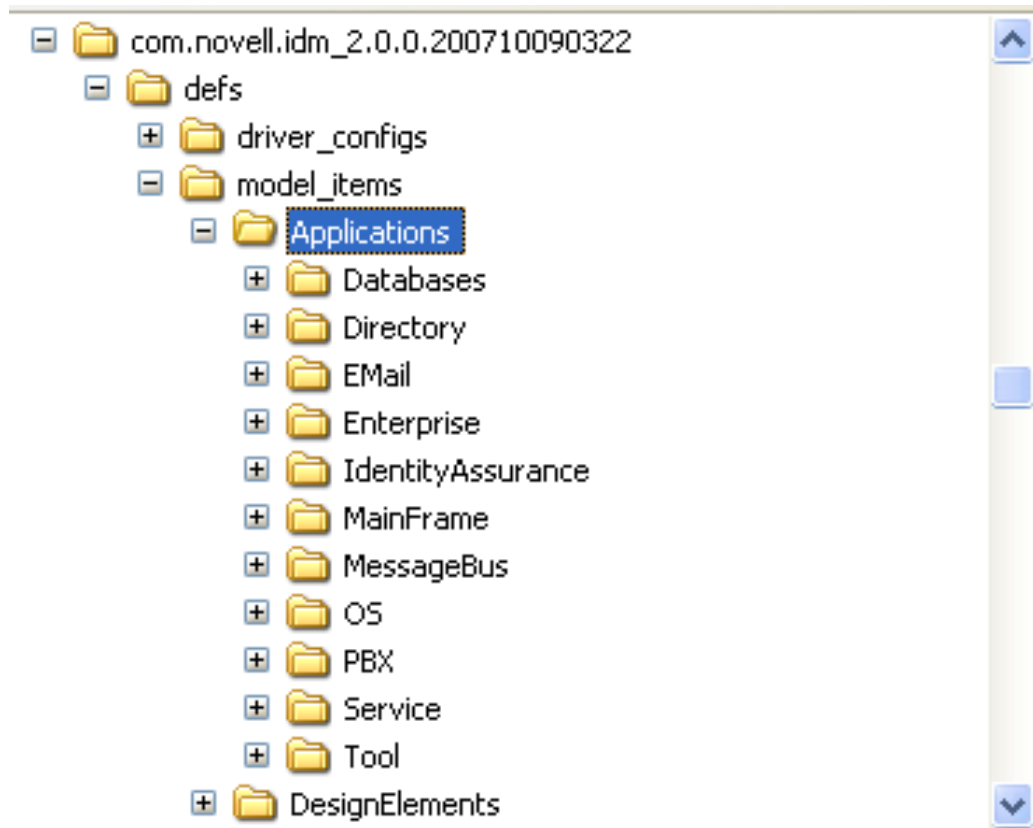 com.novell.idm_2.0.0.200710090322
defs
driver_configs
model_items
Applications
Databases
Directory
EMail
Enterprise
IdentityAssurance
MainFrame
MessageBus
OS
PBX
Service
Tool
DesignElements